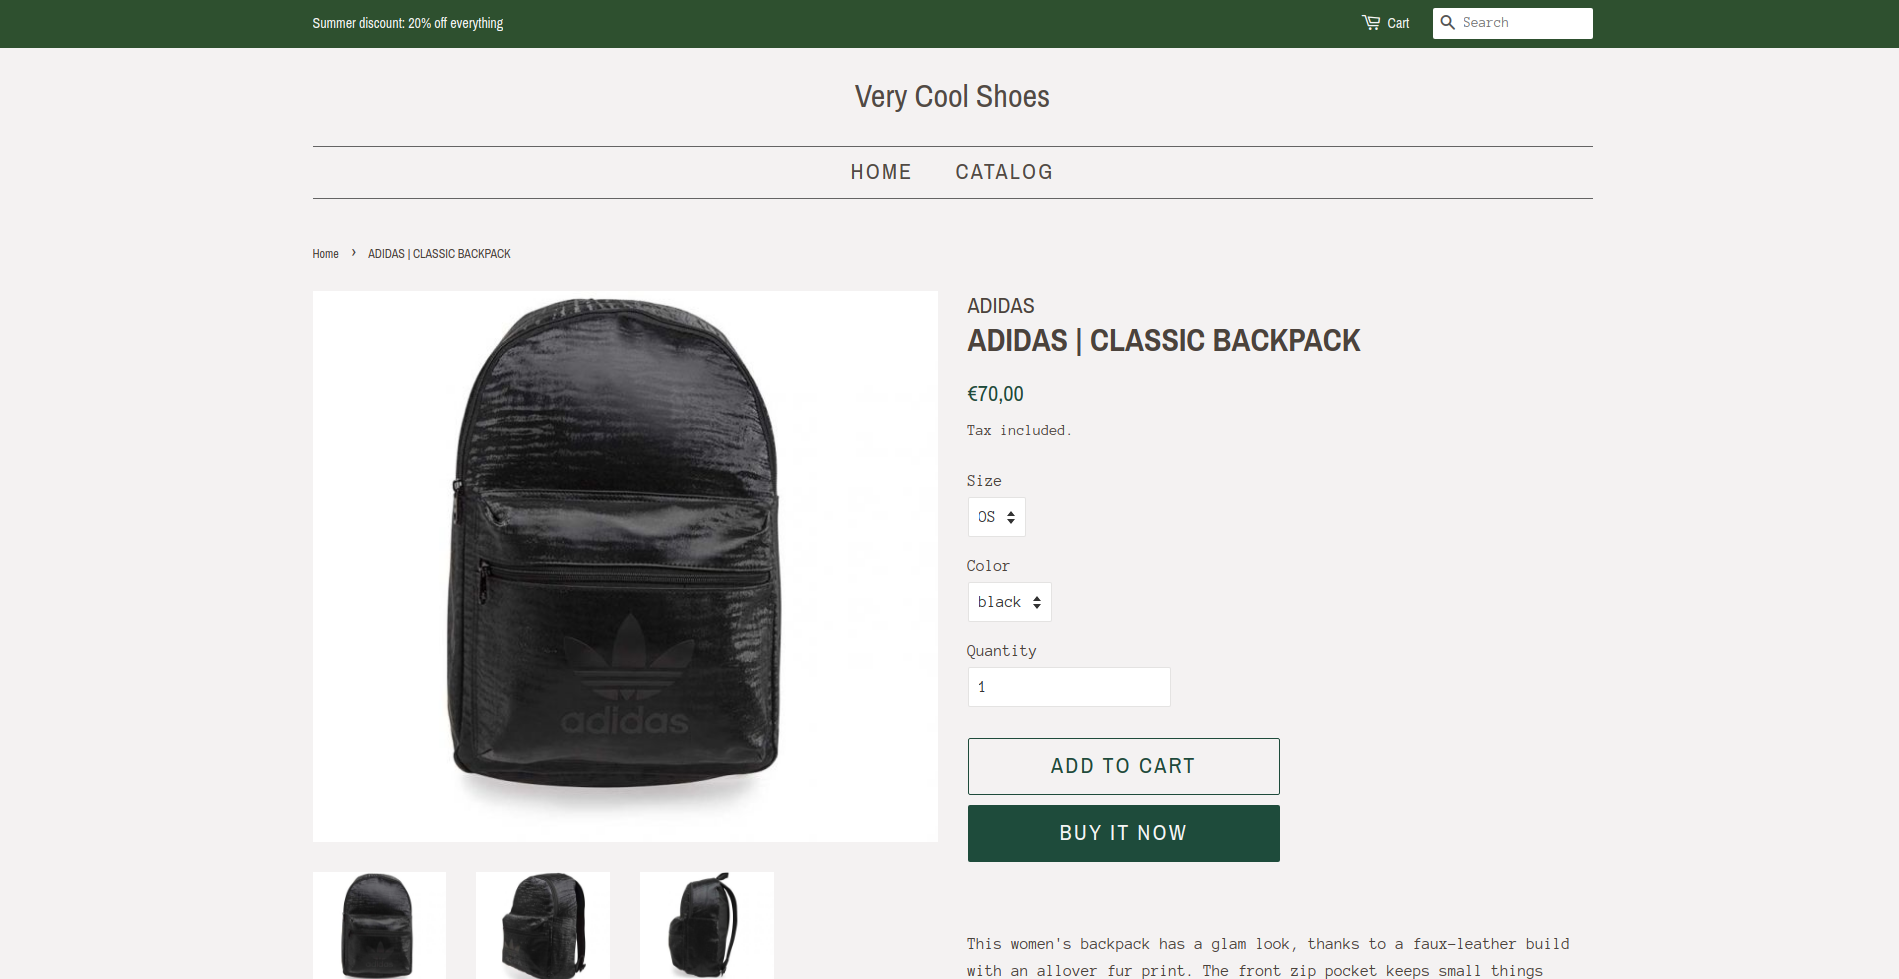 Summer discount: 20% off everything
Cart
Search
Very Cool Shoes
HOME CATALOG
Home › ADIDAS | CLASSIC BACKPACK
ADIDAS
ADIDAS | CLASSIC BACKPACK
€70,00
Tax included.
Size
OS
Color
black
Quantity
1
adidas
ADD TO CART
BUY IT NOW
This women's backpack has a glam look, thanks to a faux-leather build
with an allover fur print. The front zip pocket keeps small things